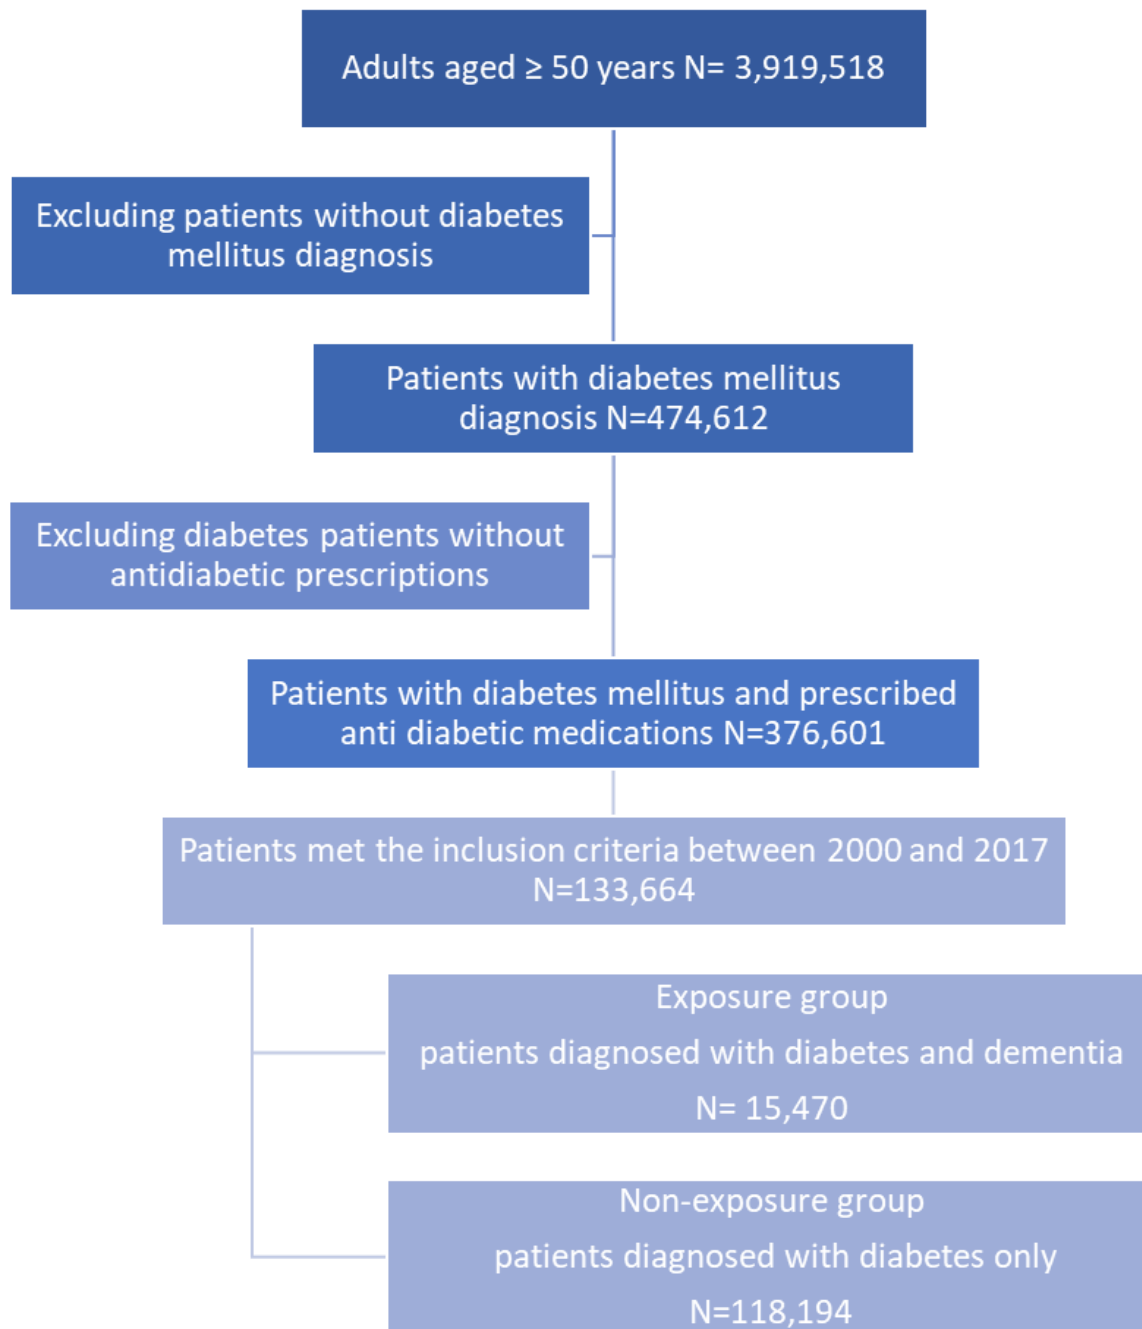 Adults aged ≥ 50 years N= 3,919,518
Excluding patients without diabetes
mellitus diagnosis
Patients with diabetes mellitus
diagnosis N=474,612
Excluding diabetes patients without
antidiabetic prescriptions
Patients with diabetes mellitus and prescribed
anti diabetic medications N=376,601
Patients met the inclusion criteria between 2000 and 2017
N=133,664
Exposure group
patients diagnosed with diabetes and dementia
N= 15,470
Non-exposure group
patients diagnosed with diabetes only
N=118,194